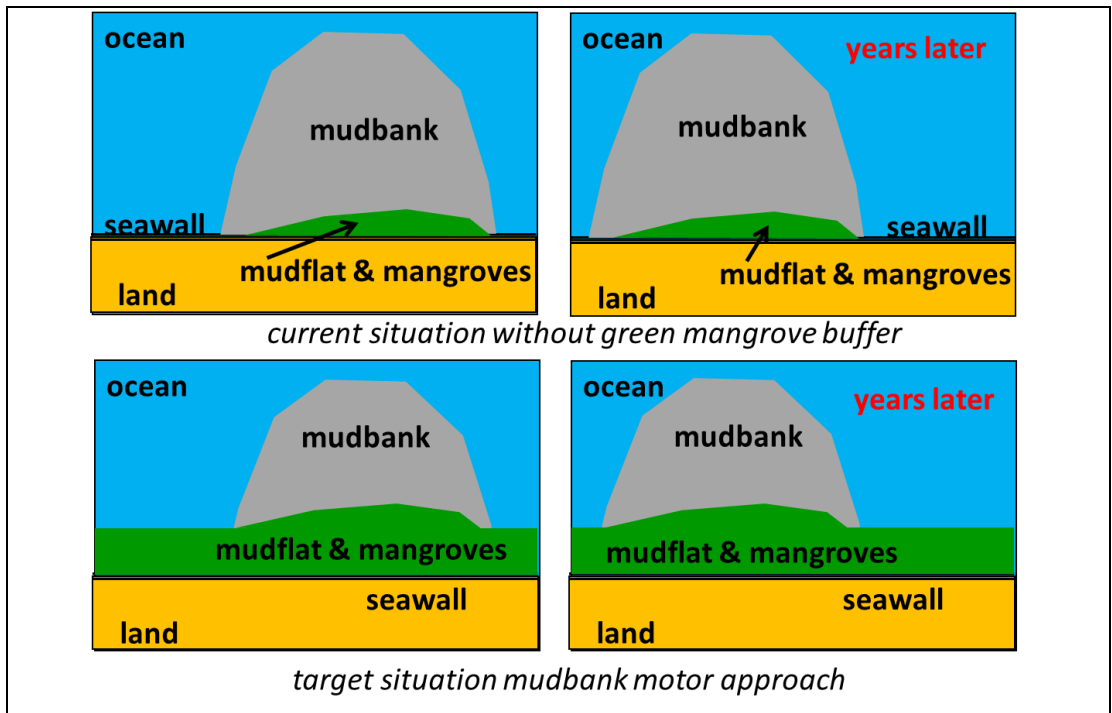 ocean
mudbank
seawall
mudflat & mangroves
land
ocean
years later
mudbank
seawall
mudflat & mangroves
land
current situation without green mangrove buffer
ocean
mudbank
mudflat & mangroves
seawall
land
ocean
years later
mudbank
mudflat & mangroves
seawall
land
target situation mudbank motor approach